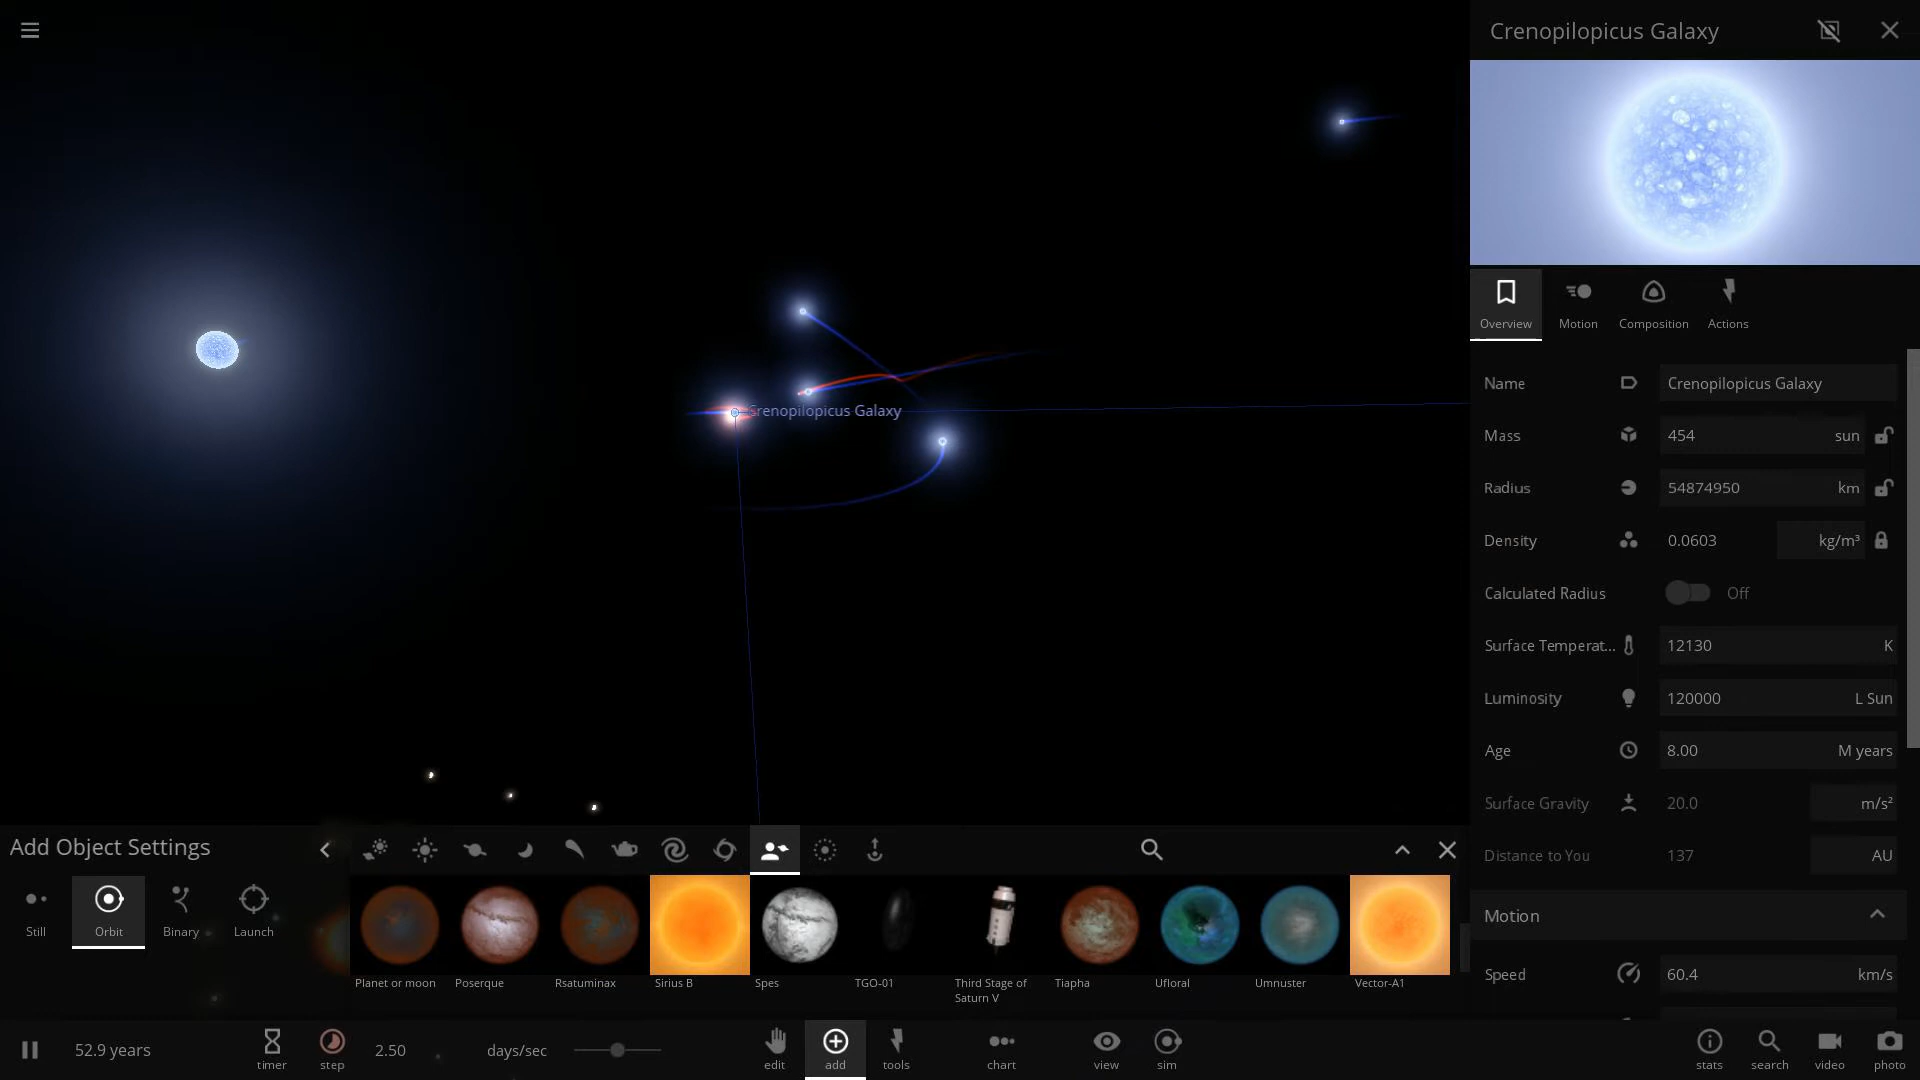 Crenopilopicus Galaxy
Crenopilopicus Galaxy
Overview
Motion
Composition
Actions
Name
Crenopilopicus Galaxy
Mass
454 sun
Radius
54874950 km
Density
0.0603 kg/m³
Calculated Radius
Off
Surface Temperat...
12130 K
Luminosity
120000 L Sun
Age
8.00 M years
Surface Gravity
20.0 m/s²
Distance to You
137 AU
Motion
Speed
60.4 km/s
Add Object Settings
Still
Orbit
Binary
Launch
Planet or moon
Poserque
Rsatuminax
Sirius B
Spes
TGO-01
Third Stage of
Saturn V
Tiapha
Ufloral
Umnuster
Vector-A1
52.9 years
timer
step
2.50 days/sec
edit
add
tools
chart
view
sim
stats
search
video
photo